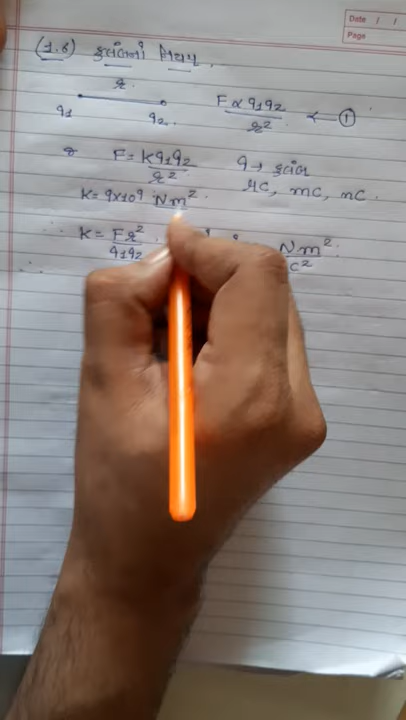 Date / /
Page
(1.6) કુલંબનો નિયમ.
r
q1 q2
F ∝ q1q2 / r² < — ①
F = Kq1q2 / r² q → કુલંબ
K = 9×10⁹ Nm² μC, mC, nC.
K = Fr² / q1q2 Nm² / C²